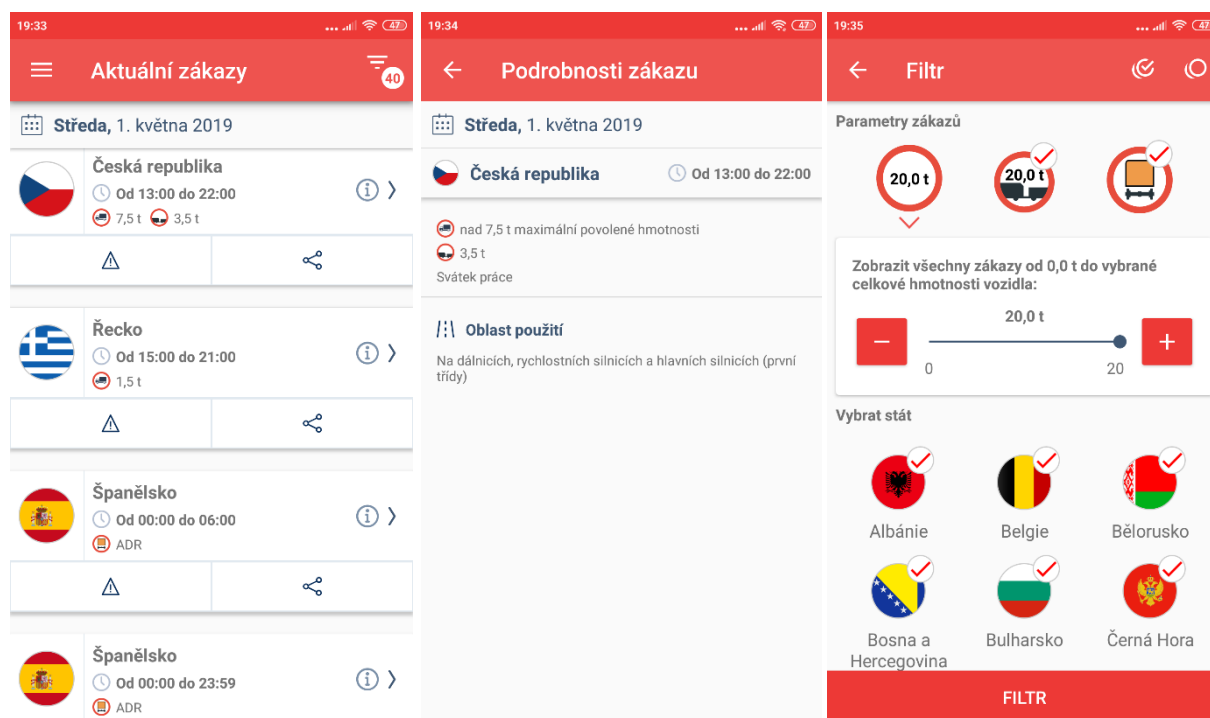 19:33
47
Aktuální zákazy
40
Středa, 1. května 2019
Česká republika
Od 13:00 do 22:00
7,5 t 3,5 t
Řecko
Od 15:00 do 21:00
1,5 t
Španělsko
Od 00:00 do 06:00
ADR
Španělsko
Od 00:00 do 23:59
ADR
19:34
47
Podrobnosti zákazu
Středa, 1. května 2019
Česká republika
Od 13:00 do 22:00
nad 7,5 t maximální povolené hmotnosti
3,5 t
Svátek práce
Oblast použití
Na dálnicích, rychlostních silnicích a hlavních silnicích (první
třídy)
19:35
47
Filtr
Parametry zákazů
20,0 t
20,0 t
Zobrazit všechny zákazy od 0,0 t do vybrané
celkové hmotnosti vozidla:
20,0 t
0
20
Vybrat stát
Albánie
Belgie
Bělorusko
Bosna a
Hercegovina
Bulharsko
Černá Hora
FILTR